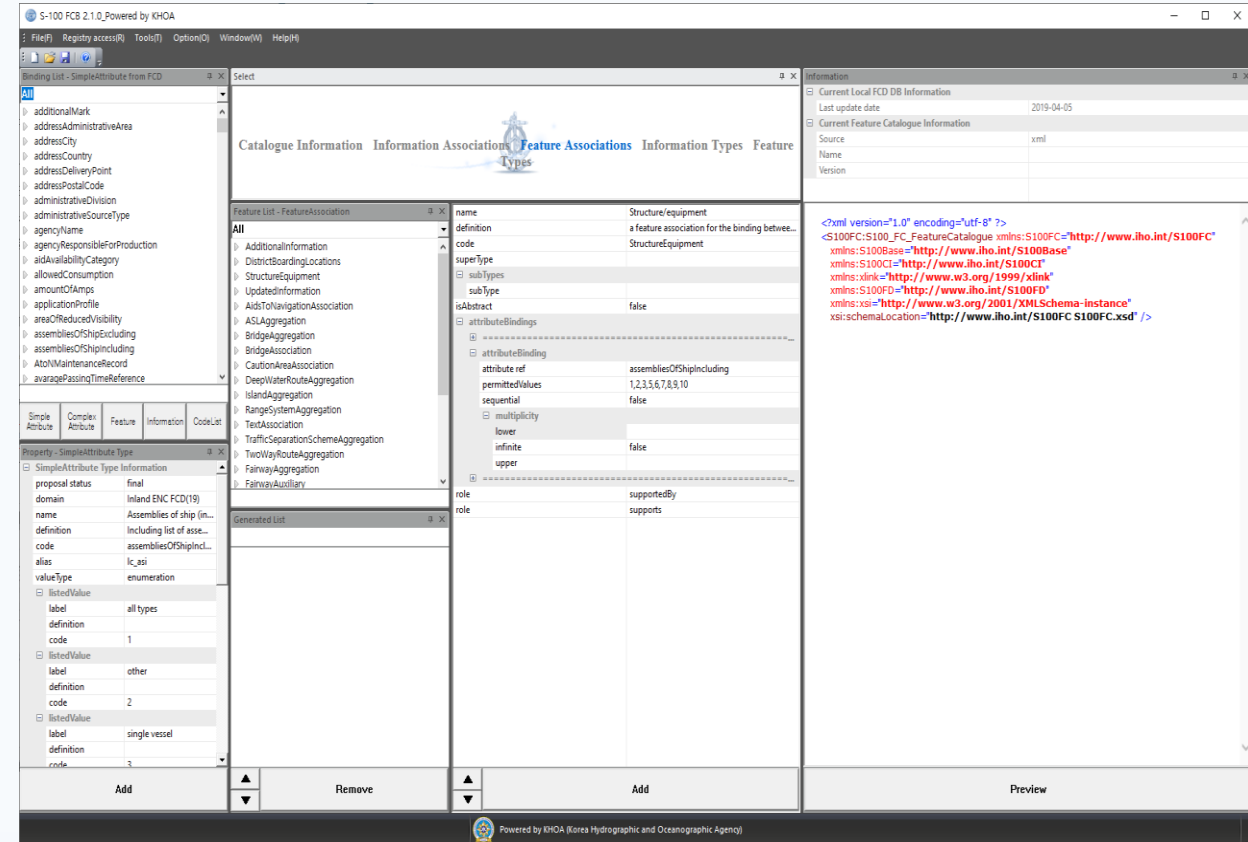 S-100 FCB 2.1.0_Powered by KHOA
File(F) Registry access(R) Tools(T) Option(O) Window(W) Help(H)
Binding List - SimpleAttribute from FCD
All
additionalMark
addressAdministrativeArea
addressCity
addressCountry
addressDeliveryPoint
addressPostalCode
administrativeDivision
administrativeSourceType
agencyName
agencyResponsibleForProduction
aidAvailabilityCategory
allowedConsumption
amountOfAmps
applicationProfile
areaOfReducedVisibility
assembliesOfShipExcluding
assembliesOfShipIncluding
AtoNMaintenanceRecord
avaragePassingTimeReference
Simple Attribute
Complex Attribute
Feature
Information
CodeList
Property - SimpleAttribute Type
SimpleAttribute Type Information
proposal status final
domain Inland ENC FCD(19)
name Assemblies of ship (in...
definition Including list of asse...
code assembliesOfShipIncl...
alias lc_asi
valueType enumeration
listedValue
label all types
definition
code 1
listedValue
label other
definition
code 2
listedValue
label single vessel
definition
code 3
Add
Select
Catalogue Information Information Associations Feature Associations Information Types Feature
Types
Feature List - FeatureAssociation
All
AdditionalInformation
DistrictBoardingLocations
StructureEquipment
UpdatedInformation
AidsToNavigationAssociation
ASLAggregation
BridgeAggregation
BridgeAssociation
CautionAreaAssociation
DeepWaterRouteAggregation
IslandAggregation
RangeSystemAggregation
TextAssociation
TrafficSeparationSchemeAggregation
TwoWayRouteAggregation
FairwayAggregation
FairwayAuxiliary
Generated List
Remove
name Structure/equipment
definition a feature association for the binding betwee...
code StructureEquipment
superType
subTypes
subType
isAbstract false
attributeBindings
attributeBinding
attribute ref assembliesOfShipIncluding
permittedValues 1,2,3,5,6,7,8,9,10
sequential false
multiplicity
lower
infinite false
upper
role supportedBy
role supports
Add
Information
Current Local FCD DB Information
Last update date 2019-04-05
Current Feature Catalogue Information
Source xml
Name
Version
<?xml version="1.0" encoding="utf-8" ?>
<S100FC:S100_FC_FeatureCatalogue xmlns:S100FC="http://www.iho.int/S100FC"
xmlns:S100Base="http://www.iho.int/S100Base"
xmlns:S100CI="http://www.iho.int/S100CI"
xmlns:xlink="http://www.w3.org/1999/xlink"
xmlns:S100FD="http://www.iho.int/S100FD"
xmlns:xsi="http://www.w3.org/2001/XMLSchema-instance"
xsi:schemaLocation="http://www.iho.int/S100FC S100FC.xsd" />
Preview
Powered by KHOA (Korea Hydrographic and Oceanographic Agency)